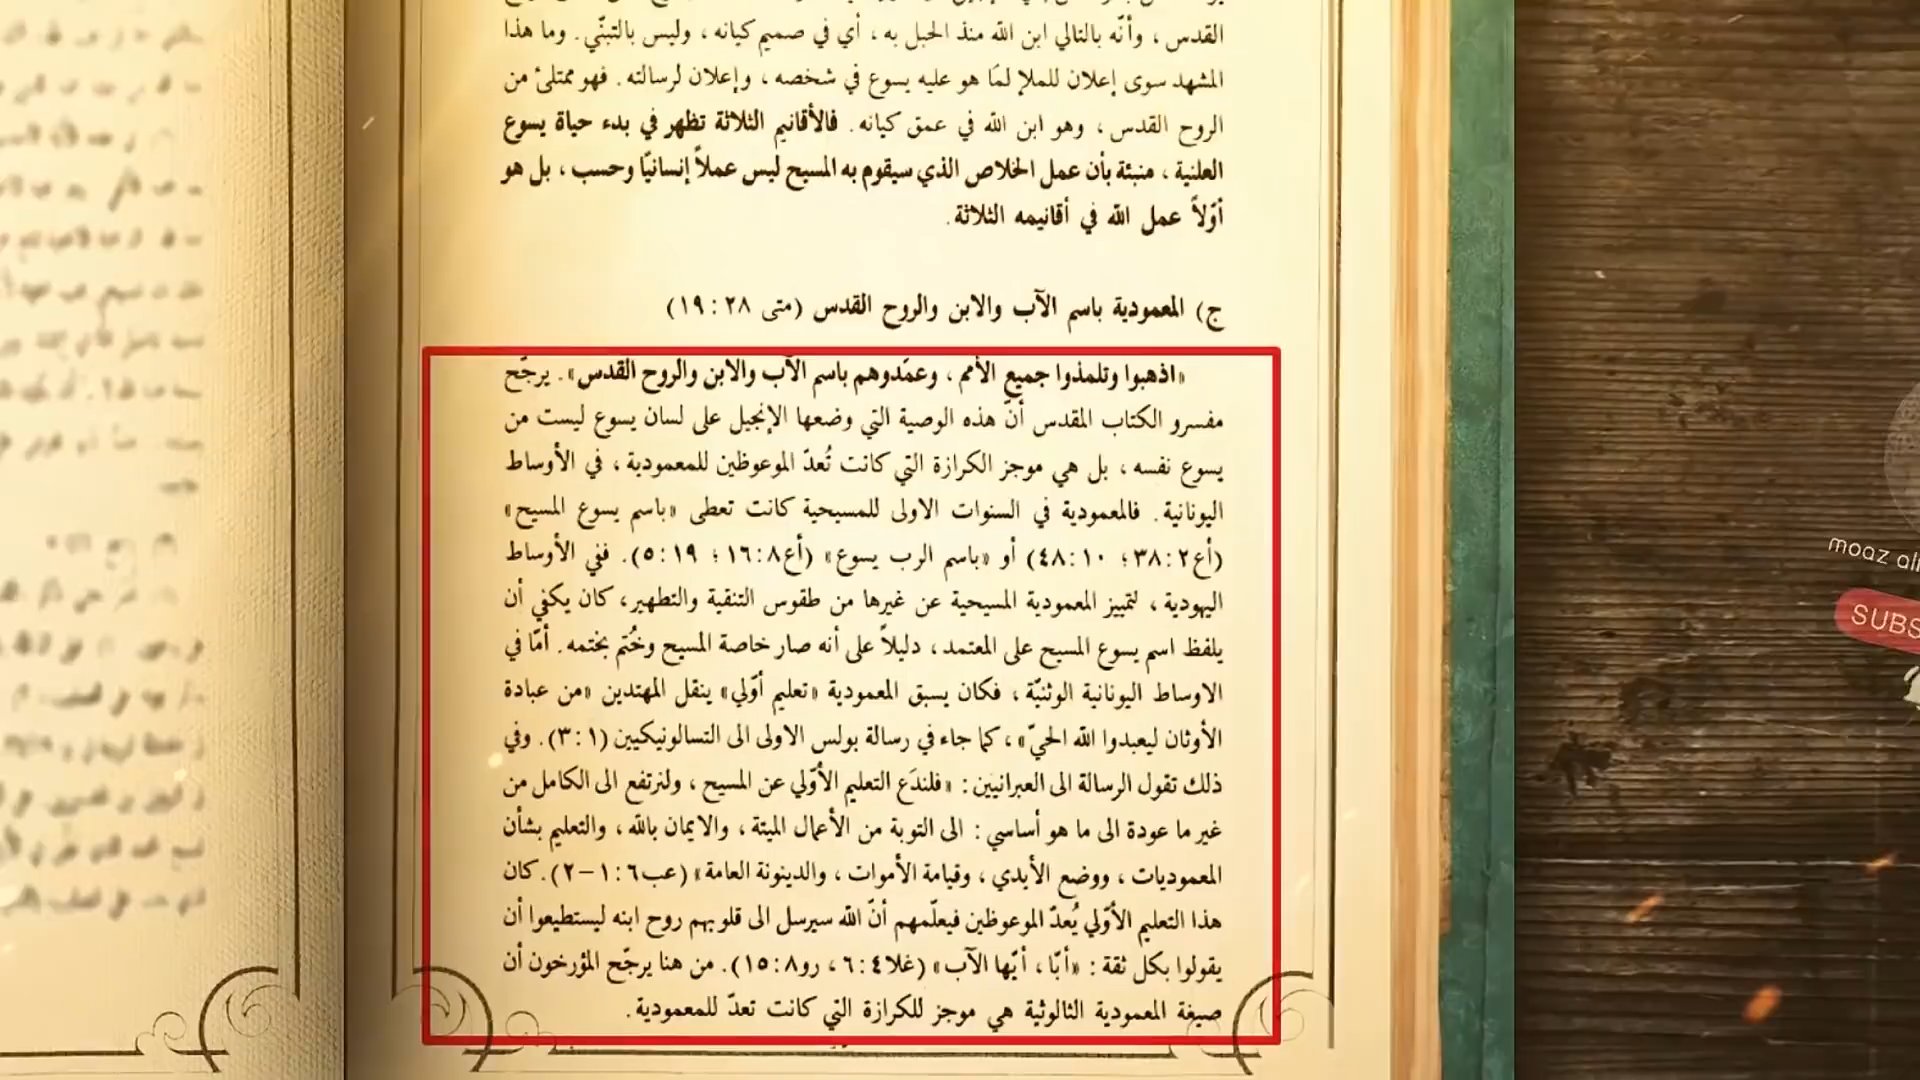 القدس، وأنّه بالتالي ابن الله منذ الحبل به، أي في صميم كيانه، وليس بالتبنّي. وما هذا
المشهد سوى إعلان للملإ لمَا هو عليه يسوع في شخصه، وإعلان لرسالته. فهو ممتلئ من
الروح القدس، وهو ابن الله في عمق كيانه. فالأقانيم الثلاثة تظهر في بدء حياة يسوع
العلنية، منبئة بأن عمل الخلاص الذي سيقوم به المسيح ليس عملاً إنسانيًا وحسب، بل هو
أوّلاً عمل الله في أقانيمه الثلاثة.
ج) المعمودية باسم الآب والابن والروح القدس (متى ٢٨: ١٩)
«اذهبوا وتلمذوا جميع الأمم، وعمّدوهم باسم الآب والابن والروح القدس». يرجّح
مفسرو الكتاب المقدس أنّ هذه الوصية التي وضعها الإنجيل على لسان يسوع ليست من
يسوع نفسه، بل هي موجز الكرازة التي كانت تُعدّ الموعوظين للمعمودية، في الأوساط
اليونانية. فالمعمودية في السنوات الاولى للمسيحية كانت تعطى «باسم يسوع المسيح»
(أع٢: ٣٨؛ ١٠: ٤٨) أو «باسم الرب يسوع» (أع٨: ١٦؛ ١٩: ٥). ففي الأوساط
اليهودية، لتمييز المعمودية المسيحية عن غيرها من طقوس التنقية والتطهير، كان يكفي أن
يلفظ اسم يسوع المسيح على المعتمد، دليلاً على أنه صار خاصة المسيح وخُتم بختمه. أمّا في
الاوساط اليونانية الوثنيّة، فكان يسبق المعمودية «تعليم أوّلي» ينقل المهتدين «من عبادة
الأوثان ليعبدوا الله الحيّ»، كما جاء في رسالة بولس الاولى الى التسالونيكيين (١: ٣). وفي
ذلك تقول الرسالة الى العبرانيين: «فلندَع التعليم الأوّلي عن المسيح، ولنرتفع الى الكامل من
غير ما عودة الى ما هو أساسي: الى التوبة من الأعمال الميتة، والايمان بالله، والتعليم بشأن
المعموديات، ووضع الأيدي، وقيامة الأموات، والدينونة العامة» (عب٦: ١-٢). كان
هذا التعليم الأوّلي يُعدّ الموعوظين فيعلّمهم أنّ الله سيرسل الى قلوبهم روح ابنه ليستطيعوا أن
يقولوا بكل ثقة: «أبّا، أيّها الآب» (غلا٤: ٦، رو٨: ١٥). من هنا يرجّح المؤرخون أن
صيغة المعمودية الثالوثية هي موجز للكرازة التي كانت تعدّ للمعمودية.
moaz
SUBS